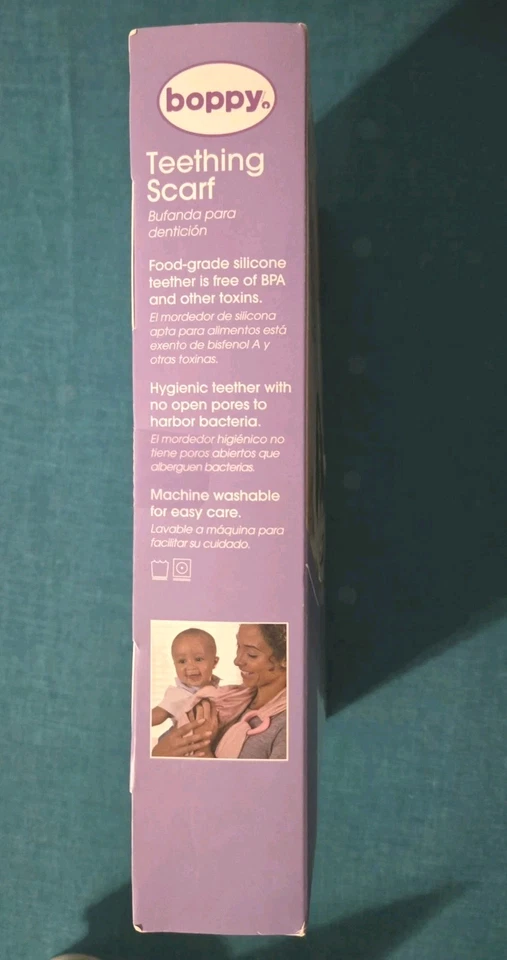 boppy
Teething
Scarf
Bufanda para
dentición
Food-grade silicone
teether is free of BPA
and other toxins.
El mordedor de silicona
apta para alimentos está
exento de bisfenol A y
otras toxinas.
Hygienic teether with
no open pores to
harbor bacteria.
El mordedor higiénico no
tiene poros abiertos que
alberguen bacterias.
Machine washable
for easy care.
Lavable a máquina para
facilitar su cuidado.